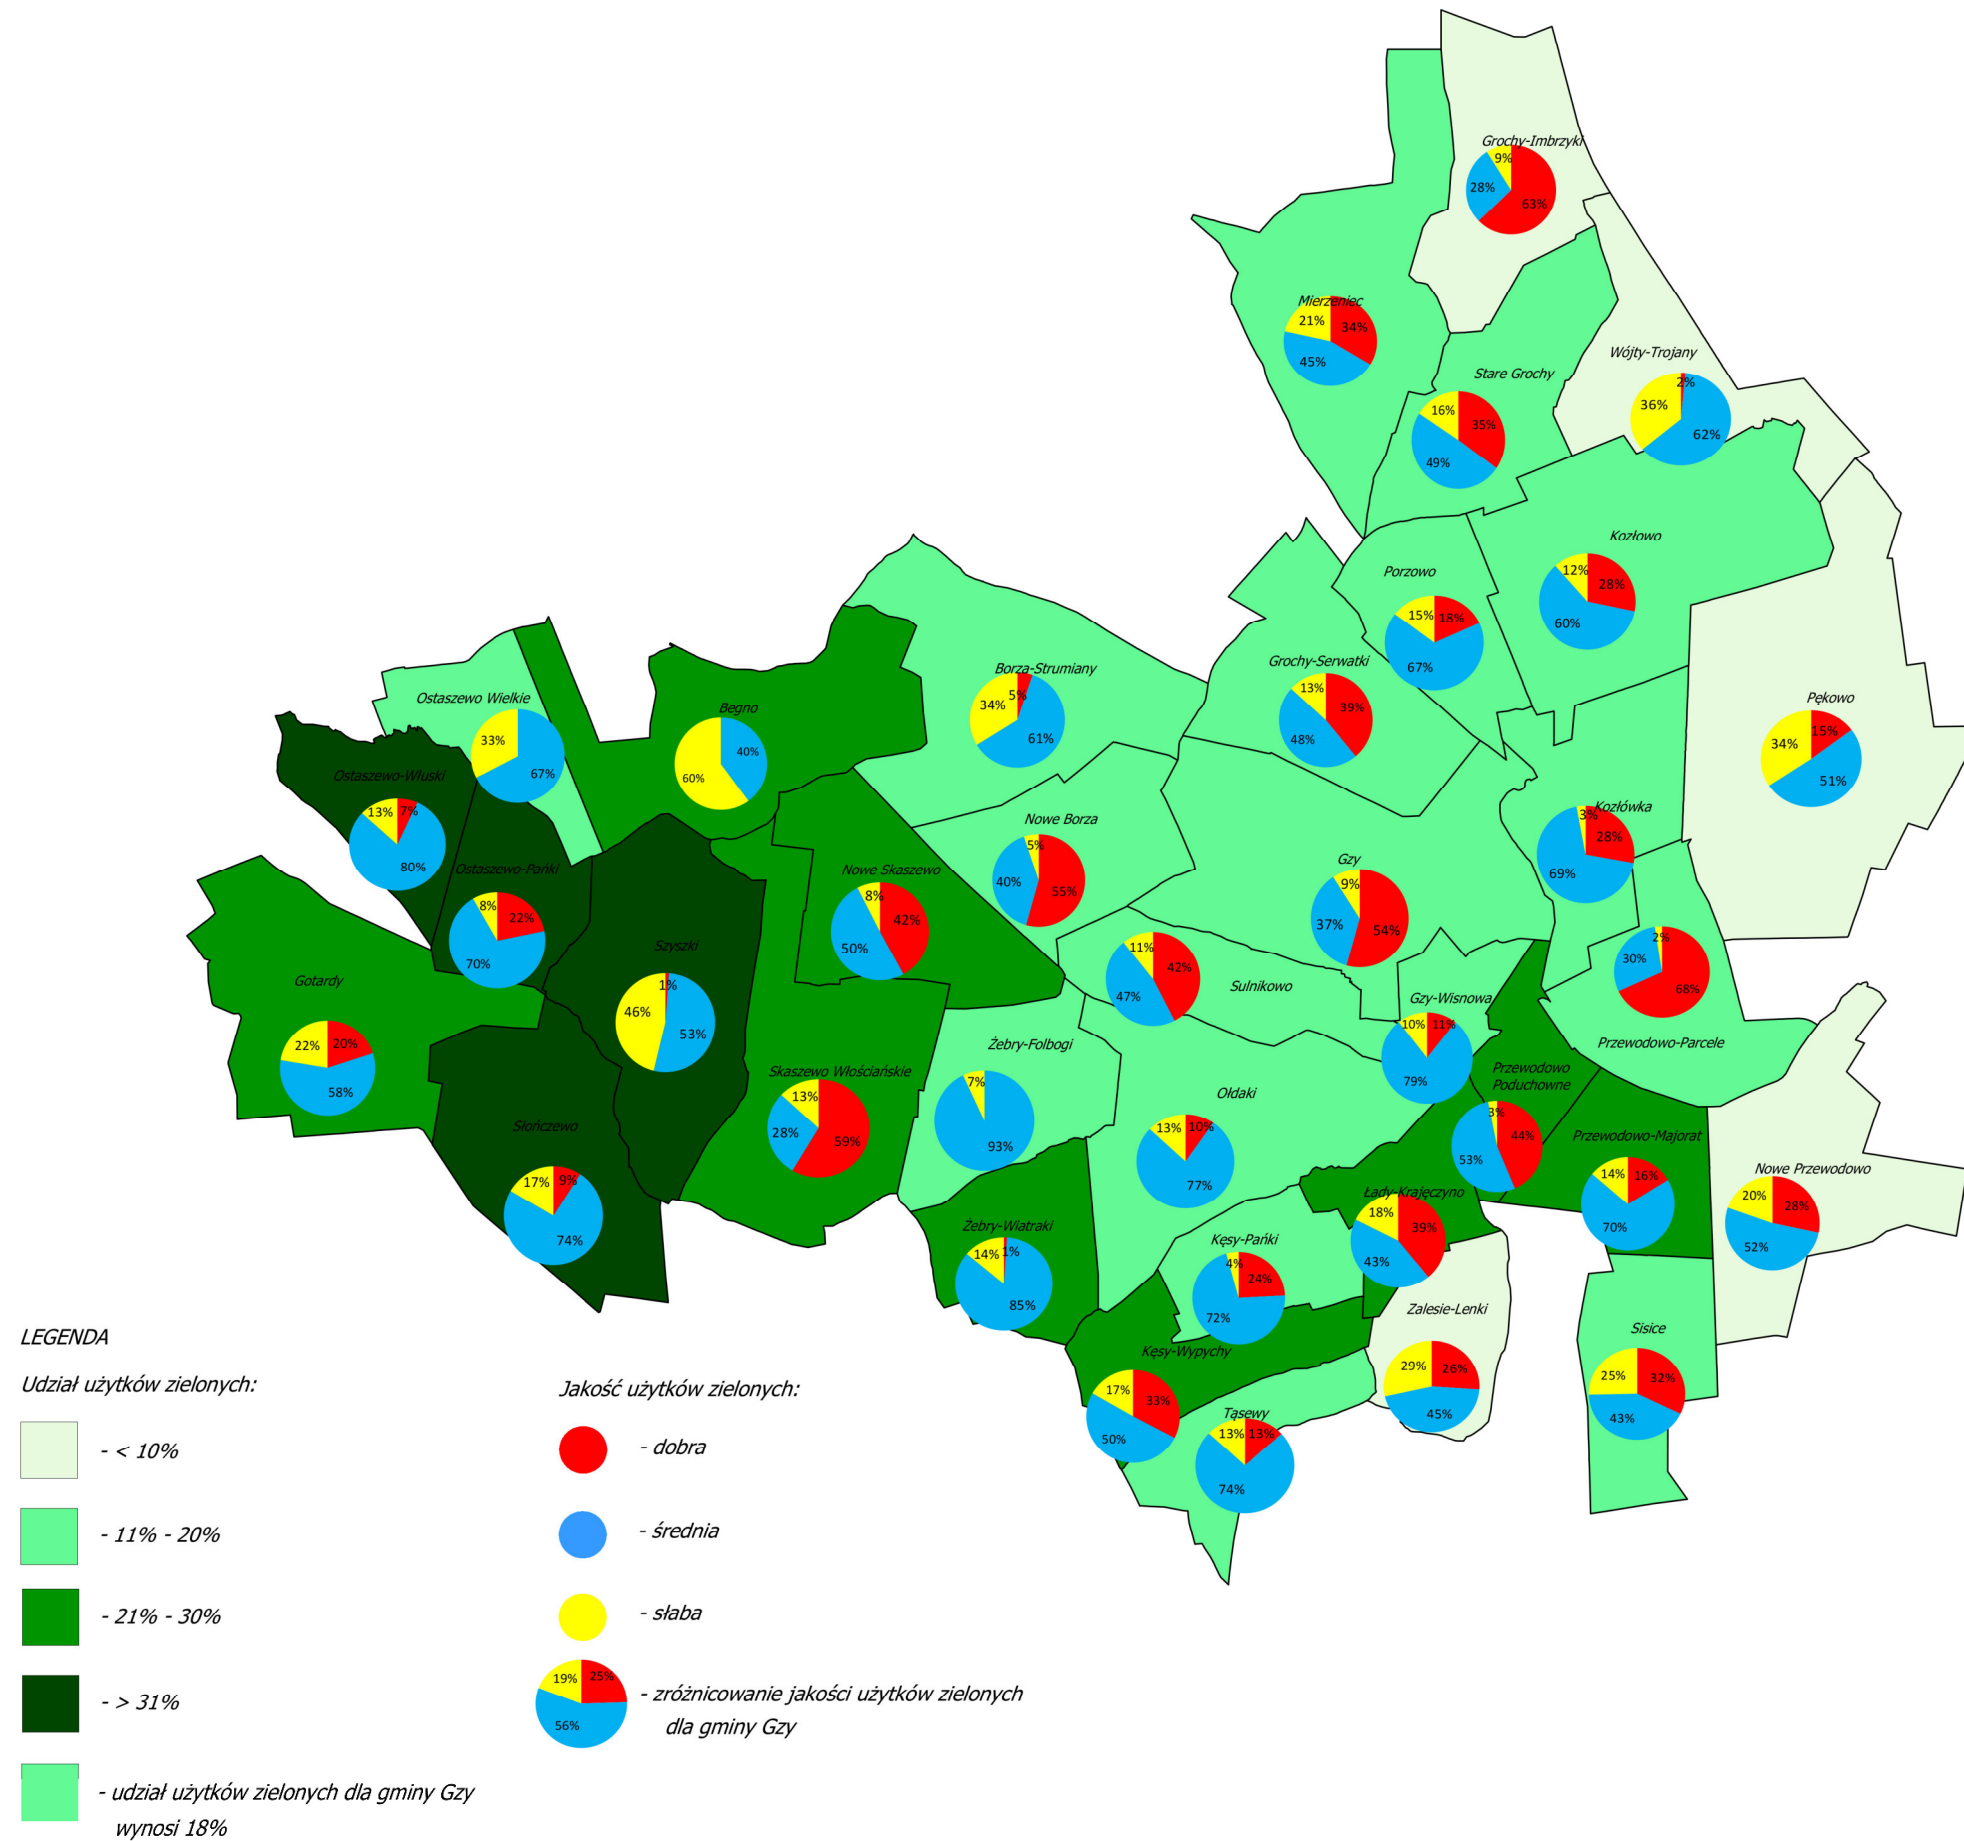 Grochy-Imbrzyki
9%
28%
63%
Mierzeniec
21%
34%
45%
Stare Grochy
16%
35%
49%
Wójty-Trojany
2%
36%
62%
Kozłowo
12%
28%
60%
Porzowo
15%
18%
67%
Grochy-Serwatki
13%
39%
48%
Pękowo
15%
34%
51%
Borza-Strumiany
5%
34%
61%
Ostaszewo Wielkie
33%
67%
Begno
40%
60%
Ostaszewo-Włuski
13%
7%
80%
Kozłówka
3%
28%
69%
Nowe Borza
5%
40%
55%
Ostaszewo-Pańki
8%
22%
70%
Nowe Skaszewo
8%
42%
50%
Gzy
9%
37%
54%
Szyszki
1%
46%
53%
Sulnikowo
11%
42%
47%
2%
30%
68%
Przewodowo-Parcele
Gotardy
22%
20%
58%
Gzy-Wisnowa
10%
11%
79%
Żebry-Folbogi
7%
93%
Skaszewo Włościańskie
13%
28%
59%
Ołdaki
13%
10%
77%
Przewodowo
Poduchowne
3%
44%
53%
Słończewo
17%
9%
74%
Przewodowo-Majorat
14%
16%
70%
Nowe Przewodowo
20%
28%
52%
Łady-Krajęczyno
18%
39%
43%
Żebry-Wiatraki
14%
1%
85%
Kęsy-Pańki
4%
24%
72%
Zalesie-Lenki
29%
26%
45%
Sisice
25%
32%
43%
Kęsy-Wypychy
17%
33%
50%
Tąsewy
13%
13%
74%
LEGENDA
Udział użytków zielonych:
- < 10%
- 11% - 20%
- 21% - 30%
- > 31%
- udział użytków zielonych dla gminy Gzy
wynosi 18%
Jakość użytków zielonych:
- dobra
- średnia
- słaba
19%
25%
56%
- zróżnicowanie jakości użytków zielonych
dla gminy Gzy